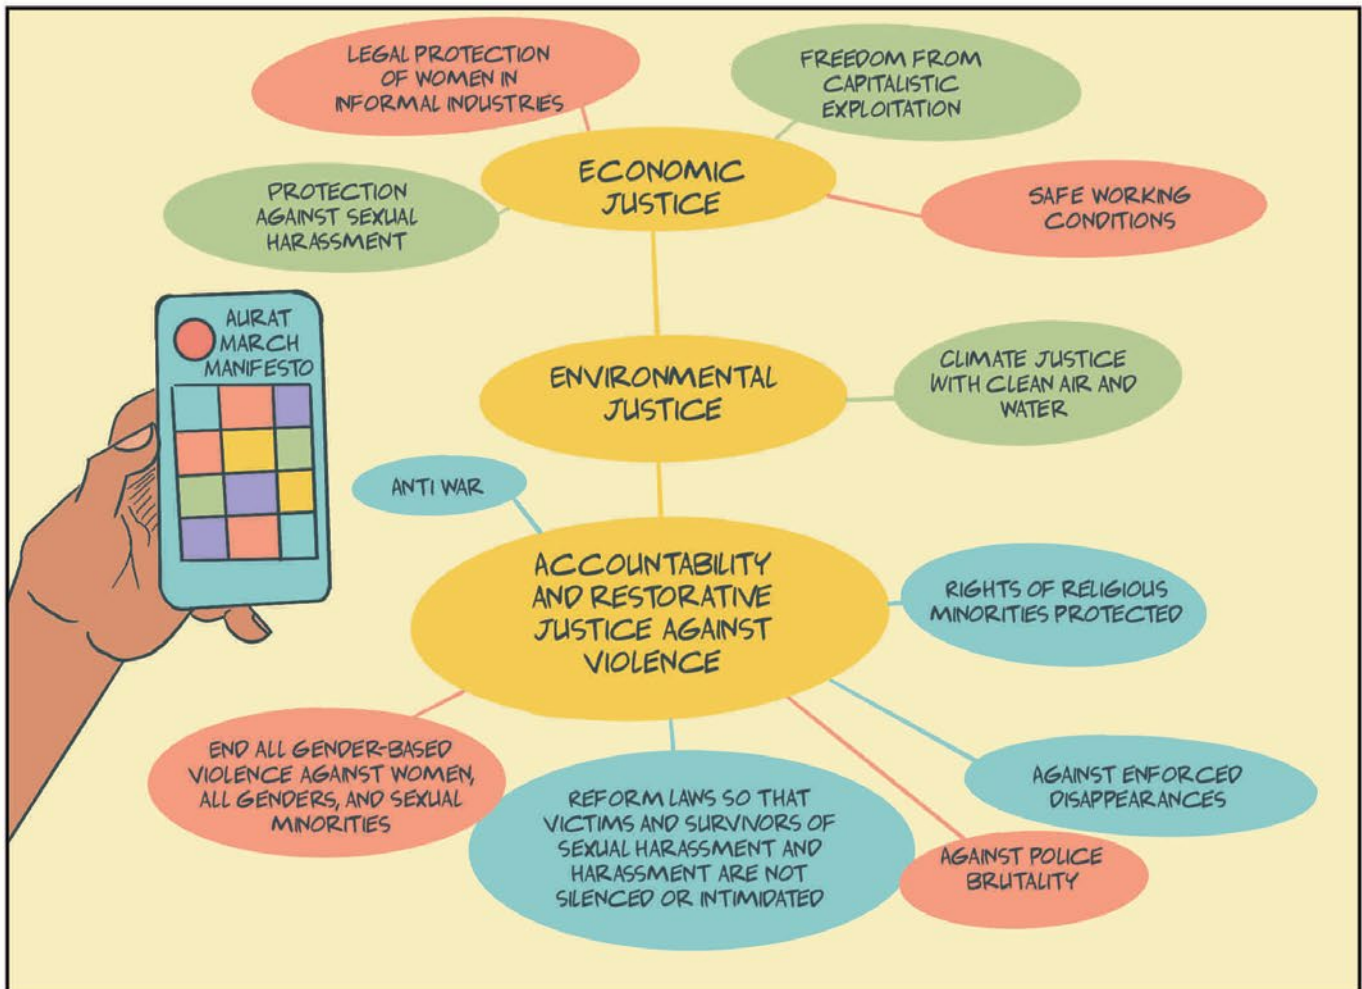 LEGAL PROTECTION
OF WOMEN IN
INFORMAL INDUSTRIES
FREEDOM FROM
CAPITALISTIC
EXPLOITATION
ECONOMIC
JUSTICE
PROTECTION
AGAINST SEXUAL
HARASSMENT
SAFE WORKING
CONDITIONS
AURAT
MARCH
MANIFESTO
ENVIRONMENTAL
JUSTICE
CLIMATE JUSTICE
WITH CLEAN AIR AND
WATER
ANTI WAR
ACCOUNTABILITY
AND RESTORATIVE
JUSTICE AGAINST
VIOLENCE
RIGHTS OF RELIGIOUS
MINORITIES PROTECTED
END ALL GENDER-BASED
VIOLENCE AGAINST WOMEN,
ALL GENDERS, AND SEXUAL
MINORITIES
REFORM LAWS SO THAT
VICTIMS AND SURVIVORS OF
SEXUAL HARASSMENT AND
HARASSMENT ARE NOT
SILENCED OR INTIMIDATED
AGAINST POLICE
BRUTALITY
AGAINST ENFORCED
DISAPPEARANCES